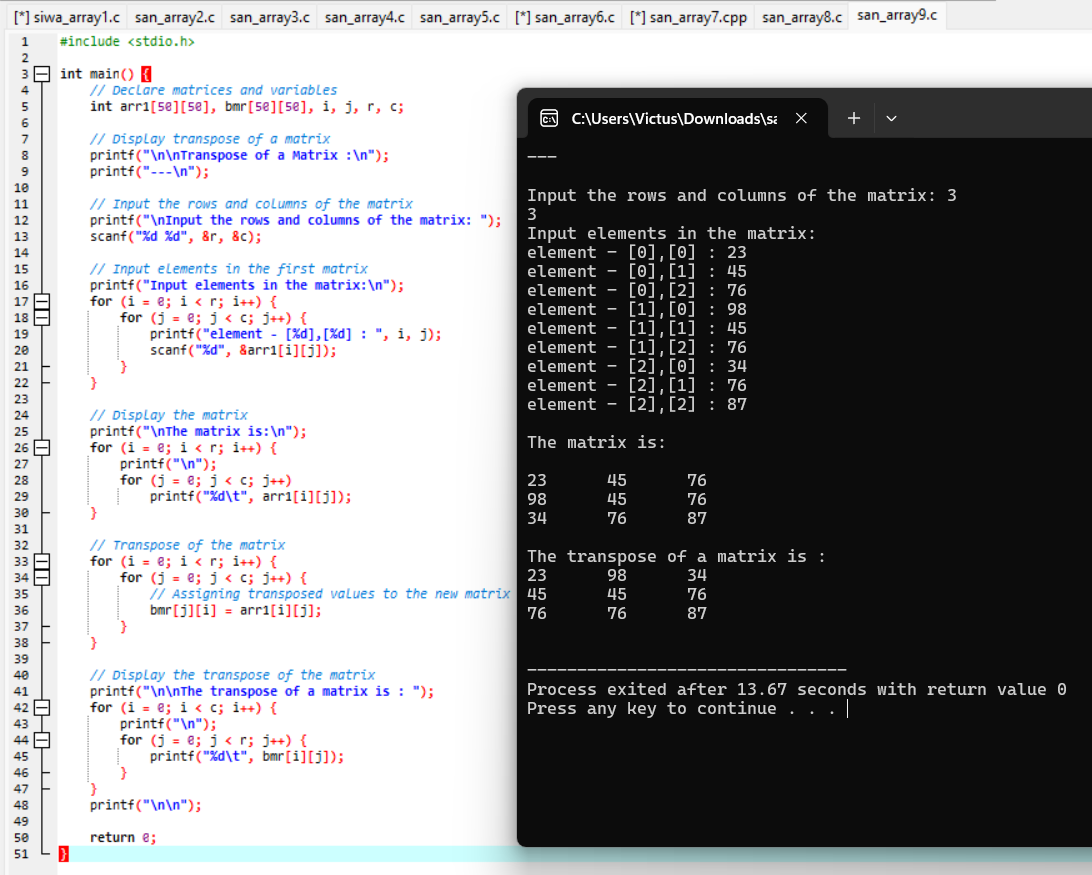 [*] siwa_array1.c san_array2.c san_array3.c san_array4.c san_array5.c [*] san_array6.c [*] san_array7.cpp san_array8.c san_array9.c
1 #include <stdio.h>
2
3 int main() {
4 // Declare matrices and variables
5 int arr1[50][50], bmr[50][50], i, j, r, c;
6
7 // Display transpose of a matrix
8 printf("\n\nTranspose of a Matrix :\n");
9 printf("---\n");
10
11 // Input the rows and columns of the matrix
12 printf("\nInput the rows and columns of the matrix: ");
13 scanf("%d %d", &r, &c);
14
15 // Input elements in the first matrix
16 printf("Input elements in the matrix:\n");
17 for (i = 0; i < r; i++) {
18 for (j = 0; j < c; j++) {
19 printf("element - [%d],[%d] : ", i, j);
20 scanf("%d", &arr1[i][j]);
21 }
22 }
23
24 // Display the matrix
25 printf("\nThe matrix is:\n");
26 for (i = 0; i < r; i++) {
27 printf("\n");
28 for (j = 0; j < c; j++)
29 printf("%d\t", arr1[i][j]);
30 }
31
32 // Transpose of the matrix
33 for (i = 0; i < r; i++) {
34 for (j = 0; j < c; j++) {
35 // Assigning transposed values to the new matrix
36 bmr[j][i] = arr1[i][j];
37 }
38 }
39
40 // Display the transpose of the matrix
41 printf("\n\nThe transpose of a matrix is : ");
42 for (i = 0; i < c; i++) {
43 printf("\n");
44 for (j = 0; j < r; j++) {
45 printf("%d\t", bmr[i][j]);
46 }
47 }
48 printf("\n\n");
49
50 return 0;
51 }
C:\Users\Victus\Downloads\sa
---
Input the rows and columns of the matrix: 3
3
Input elements in the matrix:
element - [0],[0] : 23
element - [0],[1] : 45
element - [0],[2] : 76
element - [1],[0] : 98
element - [1],[1] : 45
element - [1],[2] : 76
element - [2],[0] : 34
element - [2],[1] : 76
element - [2],[2] : 87
The matrix is:
23 45 76
98 45 76
34 76 87
The transpose of a matrix is :
23 98 34
45 45 76
76 76 87
--------------------------------
Process exited after 13.67 seconds with return value 0
Press any key to continue . . .